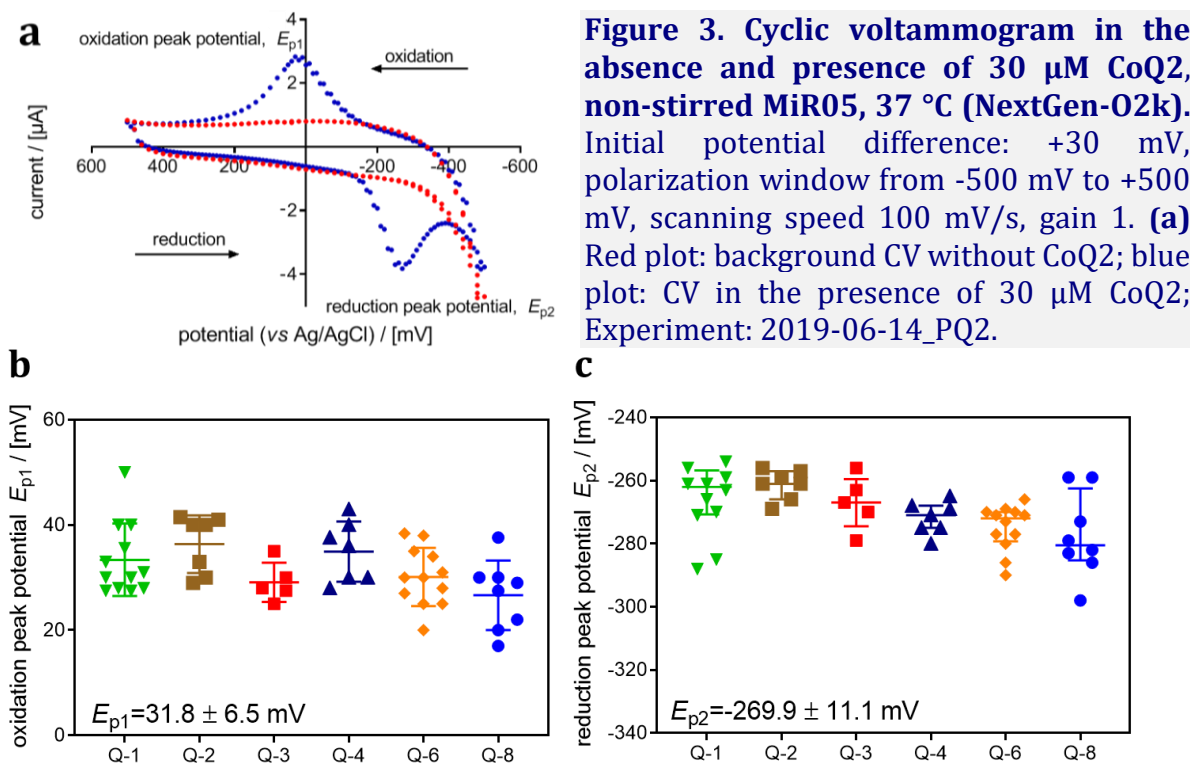 a
4
oxidation peak potential, Ep1
oxidation
2
current / [µA]
600 400 200 -200 -400 -600
-2
reduction
-4
reduction peak potential, Ep2
potential (vs Ag/AgCl) / [mV]
Figure 3. Cyclic voltammogram in the
absence and presence of 30 µM CoQ2,
non-stirred MiR05, 37 °C (NextGen-O2k).
Initial potential difference: +30 mV,
polarization window from -500 mV to +500
mV, scanning speed 100 mV/s, gain 1. (a)
Red plot: background CV without CoQ2; blue
plot: CV in the presence of 30 µM CoQ2;
Experiment: 2019-06-14_PQ2.
b
oxidation peak potential Ep1 / [mV]
60
40
20
0
Ep1=31.8 ± 6.5 mV
Q-1 Q-2 Q-3 Q-4 Q-6 Q-8
c
reduction peak potential Ep2 / [mV]
-240
-260
-280
-300
-320
-340
Ep2=-269.9 ± 11.1 mV
Q-1 Q-2 Q-3 Q-4 Q-6 Q-8